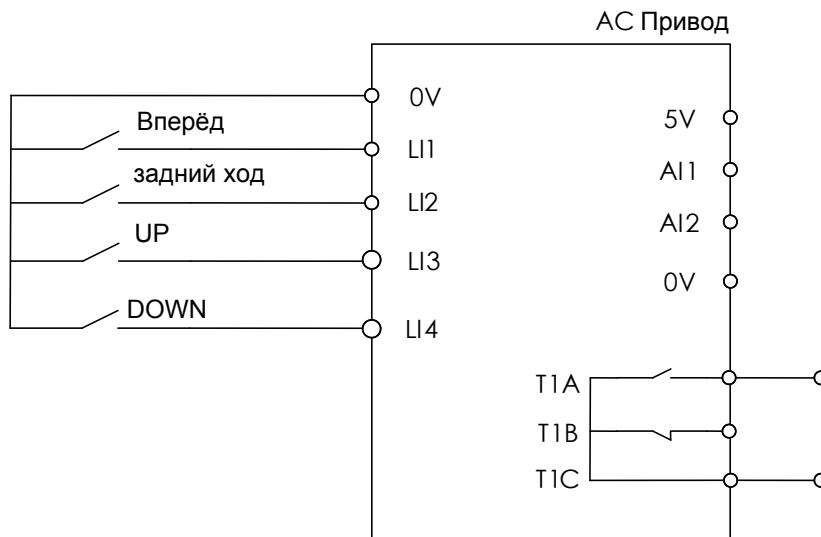 AC Привод
0V
Вперёд
LI1
задний ход
LI2
UP
LI3
DOWN
LI4
5V
AI1
AI2
0V
T1A
T1B
T1C